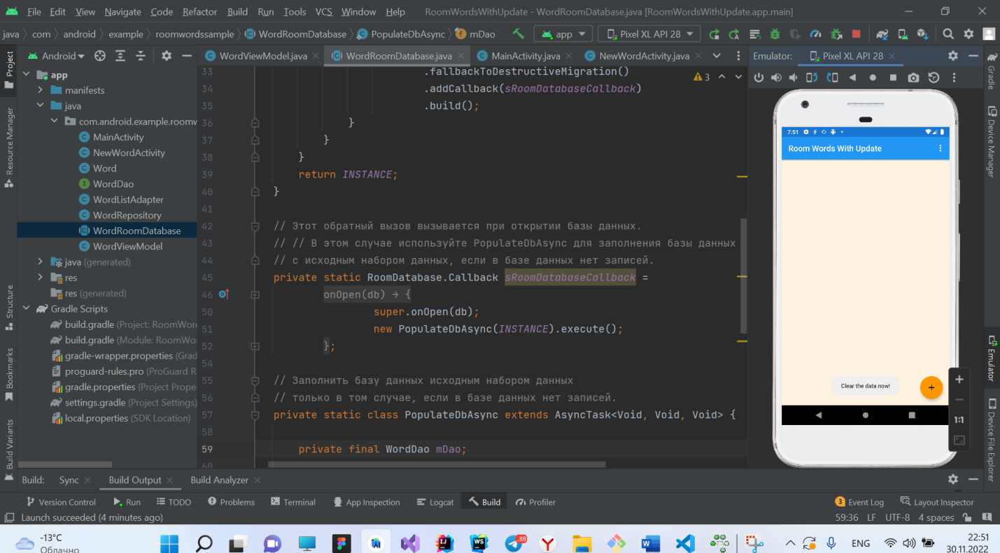 File Edit View Navigate Code Refactor Build Run Tools VCS Window Help RoomWordsWithUpdate - WordRoomDatabase.java [RoomWordsWithUpdate.app.main]
java com android example roomwordssample WordRoomDatabase PopulateDbAsync mDao app Pixel XL API 28
Android WordViewModel.java WordRoomDatabase.java MainActivity.java NewWordActivity.java Emulator: Pixel XL API 28
Project
Resource Manager
Structure
Bookmarks
Build Variants
app
manifests
java
com.android.example.roomw
MainActivity
NewWordActivity
Word
WordDao
WordListAdapter
WordRepository
WordRoomDatabase
WordViewModel
java (generated)
res
res (generated)
Gradle Scripts
build.gradle (Project: RoomWor
build.gradle (Module: RoomWo
gradle-wrapper.properties (Grad
proguard-rules.pro (ProGuard R
gradle.properties (Project Prope
settings.gradle (Project Settings)
local.properties (SDK Location)
33 .fallbackToDestructiveMigration()
34 .addCallback(sRoomDatabaseCallback)
35 .build();
36 }
37 }
38 }
39 return INSTANCE;
40 }
41
42 // Этот обратный вызов вызывается при открытии базы данных.
43 // // В этом случае используйте PopulateDbAsync для заполнения базы данных
44 // с исходным набором данных, если в базе данных нет записей.
45 private static RoomDatabase.Callback sRoomDatabaseCallback =
46 onOpen(db) → {
50 super.onOpen(db);
51 new PopulateDbAsync(INSTANCE).execute();
52 };
54
55 // Заполнить базу данных исходным набором данных
56 // только в том случае, если в базе данных нет записей.
57 private static class PopulateDbAsync extends AsyncTask<Void, Void, Void> {
58
59 private final WordDao mDao;
60
3
7:51
Room Words With Update
Clear the data now!
+
1:1
Gradle
Device Manager
Emulator
Device File Explorer
Build: Sync Build Output Build Analyzer
Version Control Run TODO Problems Terminal App Inspection Logcat Build Profiler 3 Event Log Layout Inspector
Launch succeeded (4 minutes ago) 59:36 LF UTF-8 4 spaces
-13°C
Облачно
88
ENG
22:51
30.11.2022